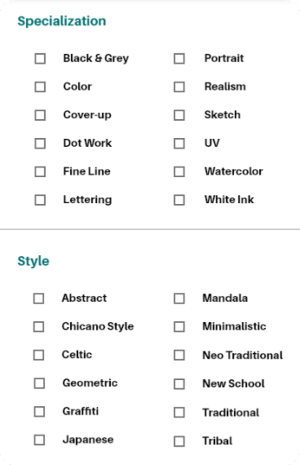 Specialization
Black & Grey
Color
Cover-up
Dot Work
Fine Line
Lettering
Portrait
Realism
Sketch
UV
Watercolor
White Ink
Style
Abstract
Chicano Style
Celtic
Geometric
Graffiti
Japanese
Mandala
Minimalistic
Neo Traditional
New School
Traditional
Tribal